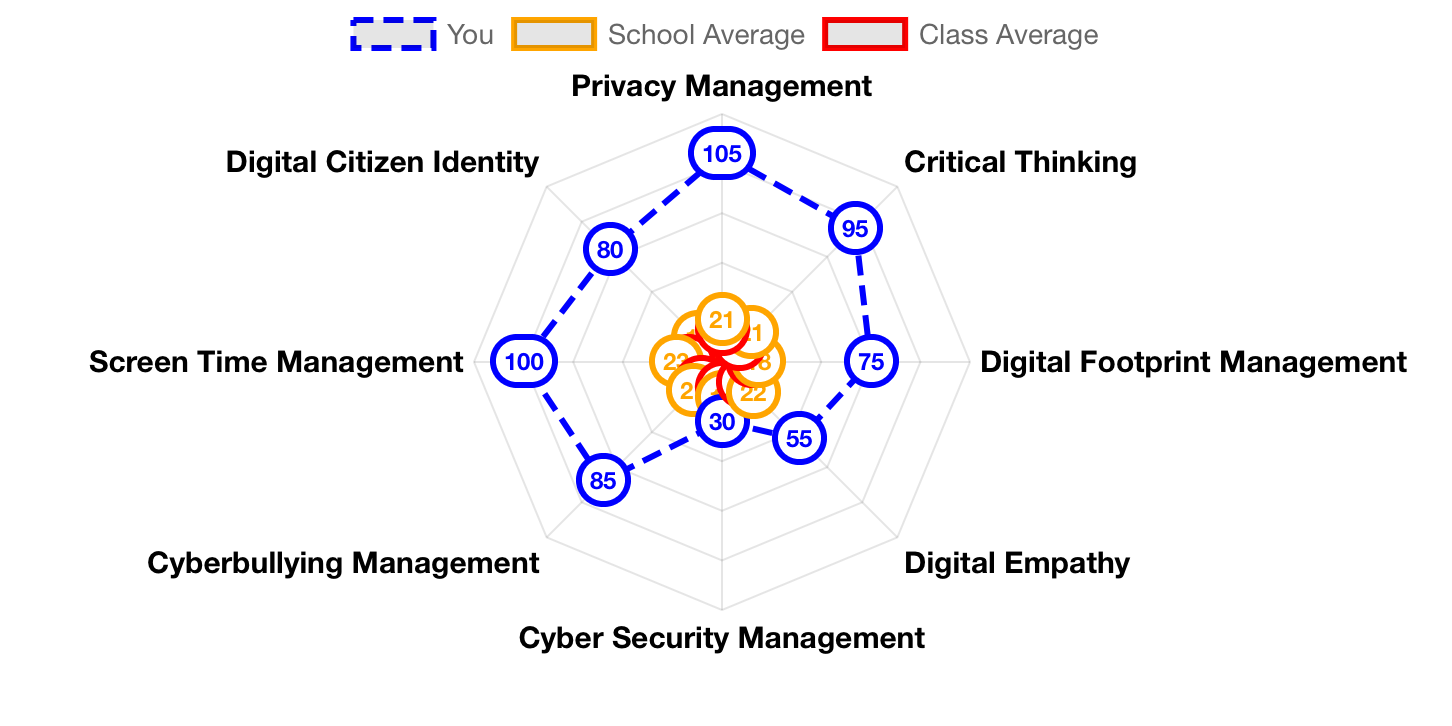 You School Average Class Average
Privacy Management
Digital Citizen Identity
Critical Thinking
105
95
80
21
Screen Time Management
100
75
Digital Footprint Management
22
30
55
85
Cyberbullying Management
Digital Empathy
Cyber Security Management